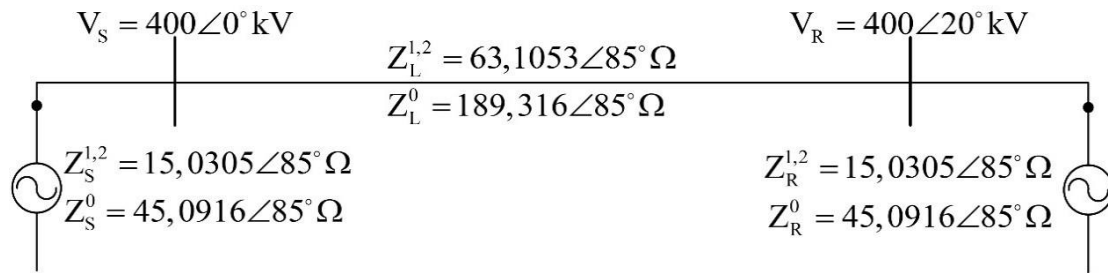 V_S = 400∠0° kV
V_R = 400∠20° kV
Z_L^{1,2} = 63,1053∠85° Ω
Z_L^0 = 189,316∠85° Ω
Z_S^{1,2} = 15,0305∠85° Ω
Z_S^0 = 45,0916∠85° Ω
Z_R^{1,2} = 15,0305∠85° Ω
Z_R^0 = 45,0916∠85° Ω